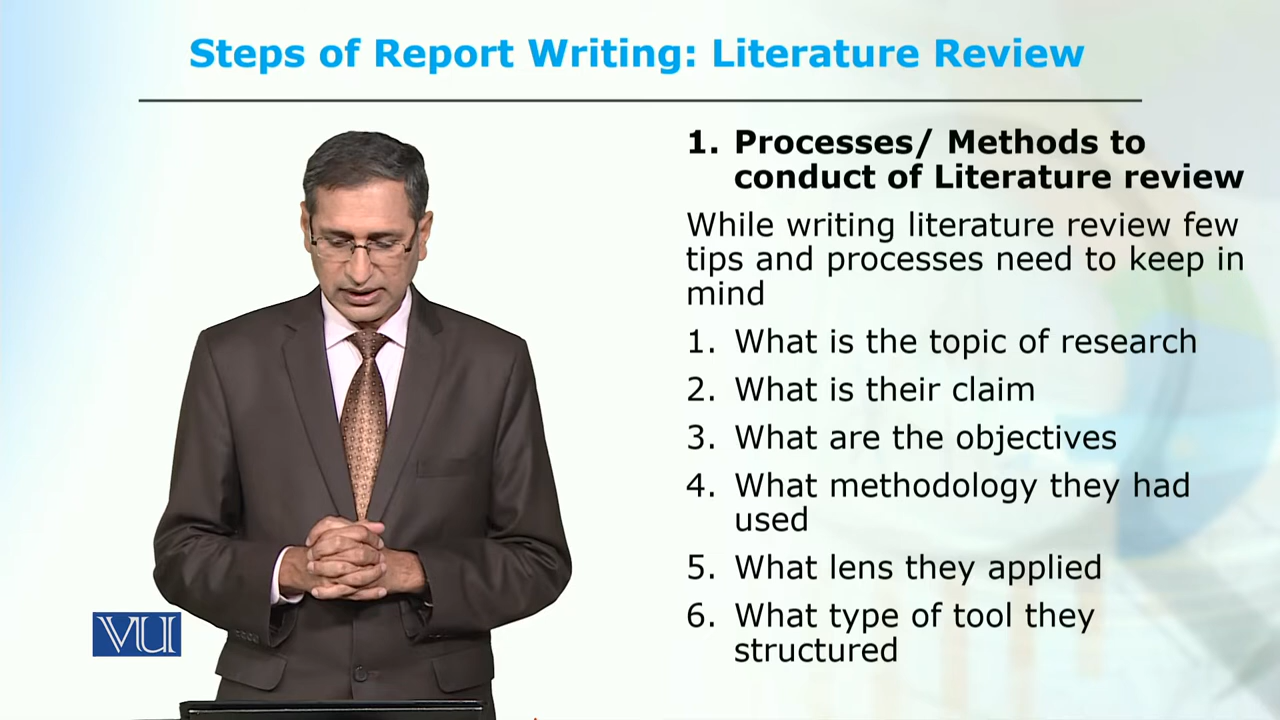 Steps of Report Writing: Literature Review
1. Processes/ Methods to
conduct of Literature review
While writing literature review few
tips and processes need to keep in
mind
1. What is the topic of research
2. What is their claim
3. What are the objectives
4. What methodology they had
used
5. What lens they applied
6. What type of tool they
structured
VU